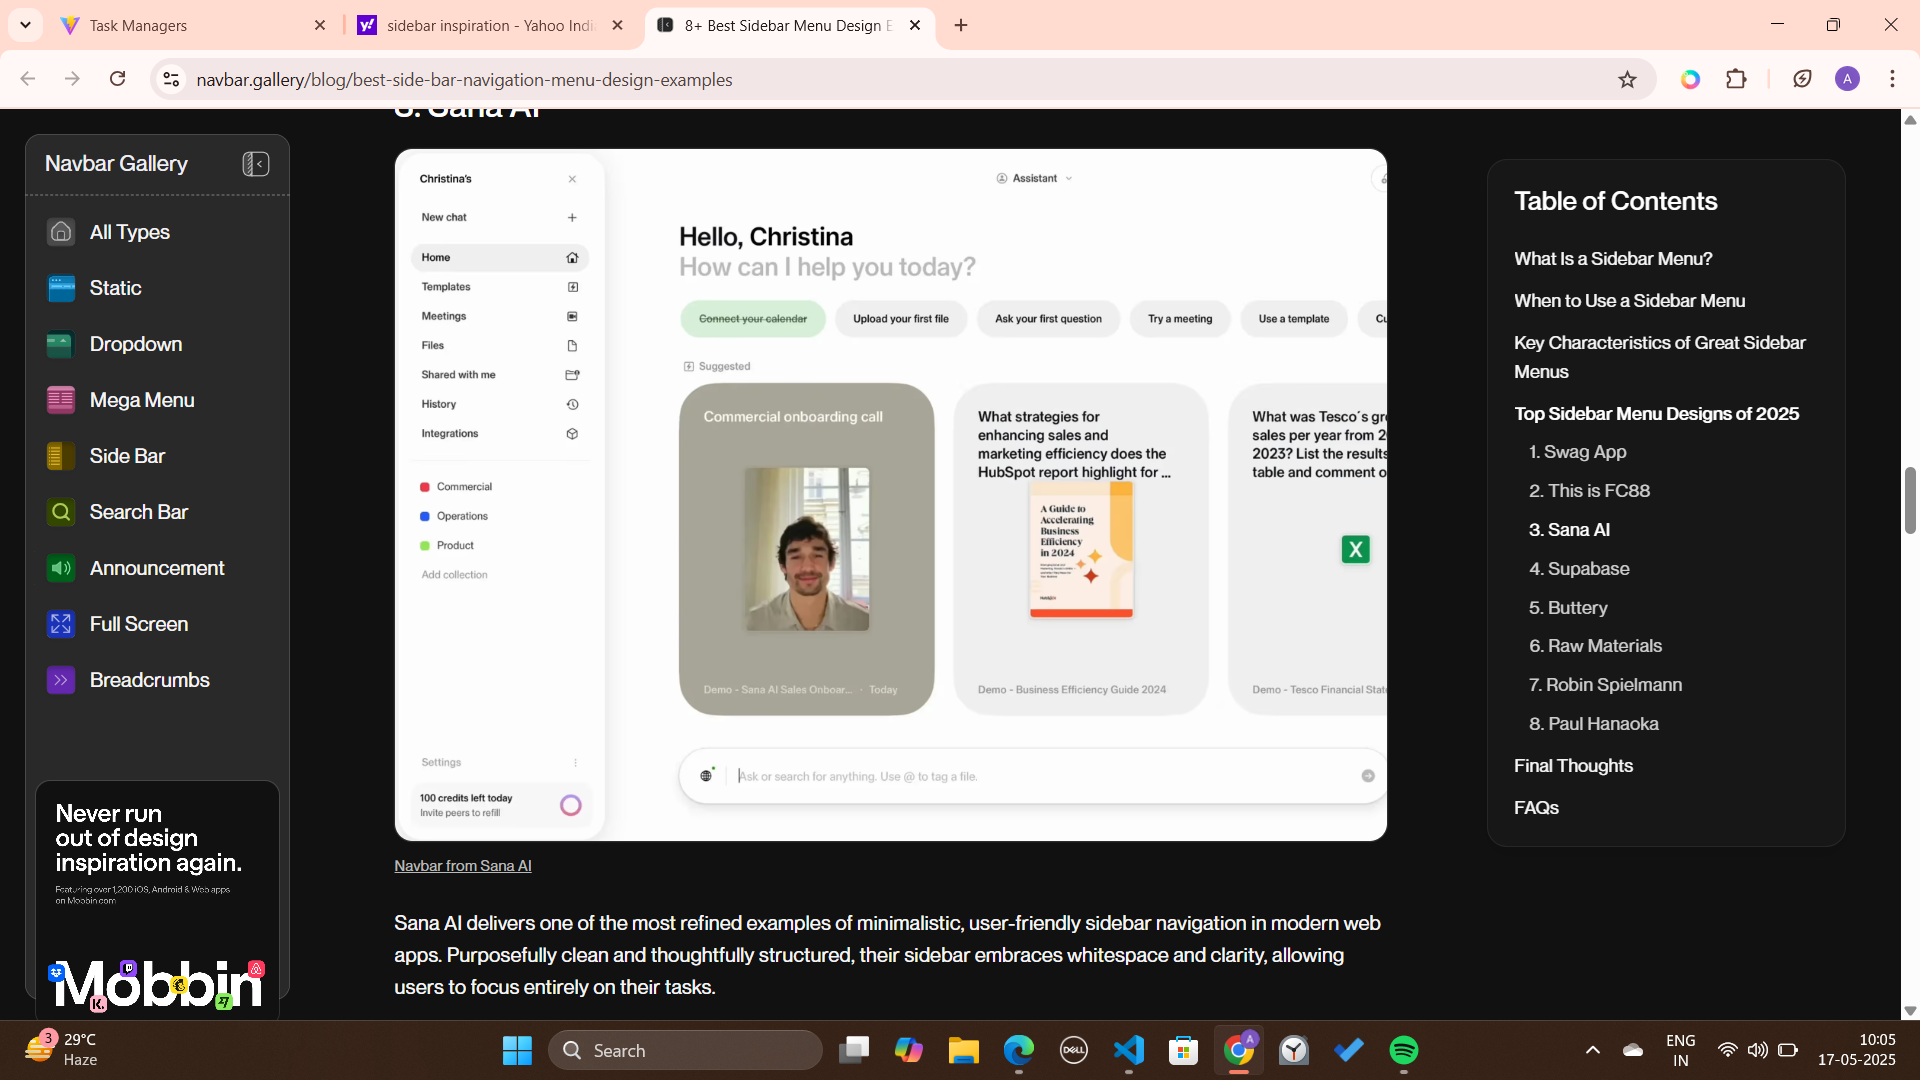 Task Managers
sidebar inspiration - Yahoo Indi
8+ Best Sidebar Menu Design E
navbar.gallery/blog/best-side-bar-navigation-menu-design-examples
A
3. Sana AI
Navbar Gallery
All Types
Static
Dropdown
Mega Menu
Side Bar
Search Bar
Announcement
Full Screen
Breadcrumbs
Never run
out of design
inspiration again.
Featuring over 1,200 iOS, Android & Web apps
on Mobbin.com
Mobbin
Christina's
New chat
Home
Templates
Meetings
Files
Shared with me
History
Integrations
Commercial
Operations
Product
Add collection
Settings
100 credits left today
Invite peers to refill
Assistant
Hello, Christina
How can I help you today?
Connect your calendar
Upload your first file
Ask your first question
Try a meeting
Use a template
Cu
Suggested
Commercial onboarding call
Demo - Sana AI Sales Onboar... · Today
What strategies for
enhancing sales and
marketing efficiency does the
HubSpot report highlight for ...
A Guide to
Accelerating
Business
Efficiency
in 2024
Demo - Business Efficiency Guide 2024
What was Tesco´s gr
sales per year from 2
2023? List the results
table and comment o
X
Demo - Tesco Financial State
Ask or search for anything. Use @ to tag a file.
Navbar from Sana AI
Sana AI delivers one of the most refined examples of minimalistic, user-friendly sidebar navigation in modern web
apps. Purposefully clean and thoughtfully structured, their sidebar embraces whitespace and clarity, allowing
users to focus entirely on their tasks.
Table of Contents
What Is a Sidebar Menu?
When to Use a Sidebar Menu
Key Characteristics of Great Sidebar
Menus
Top Sidebar Menu Designs of 2025
1. Swag App
2. This is FC88
3. Sana AI
4. Supabase
5. Buttery
6. Raw Materials
7. Robin Spielmann
8. Paul Hanaoka
Final Thoughts
FAQs
3
29°C
Haze
Search
DELL
A
ENG
IN
10:05
17-05-2025